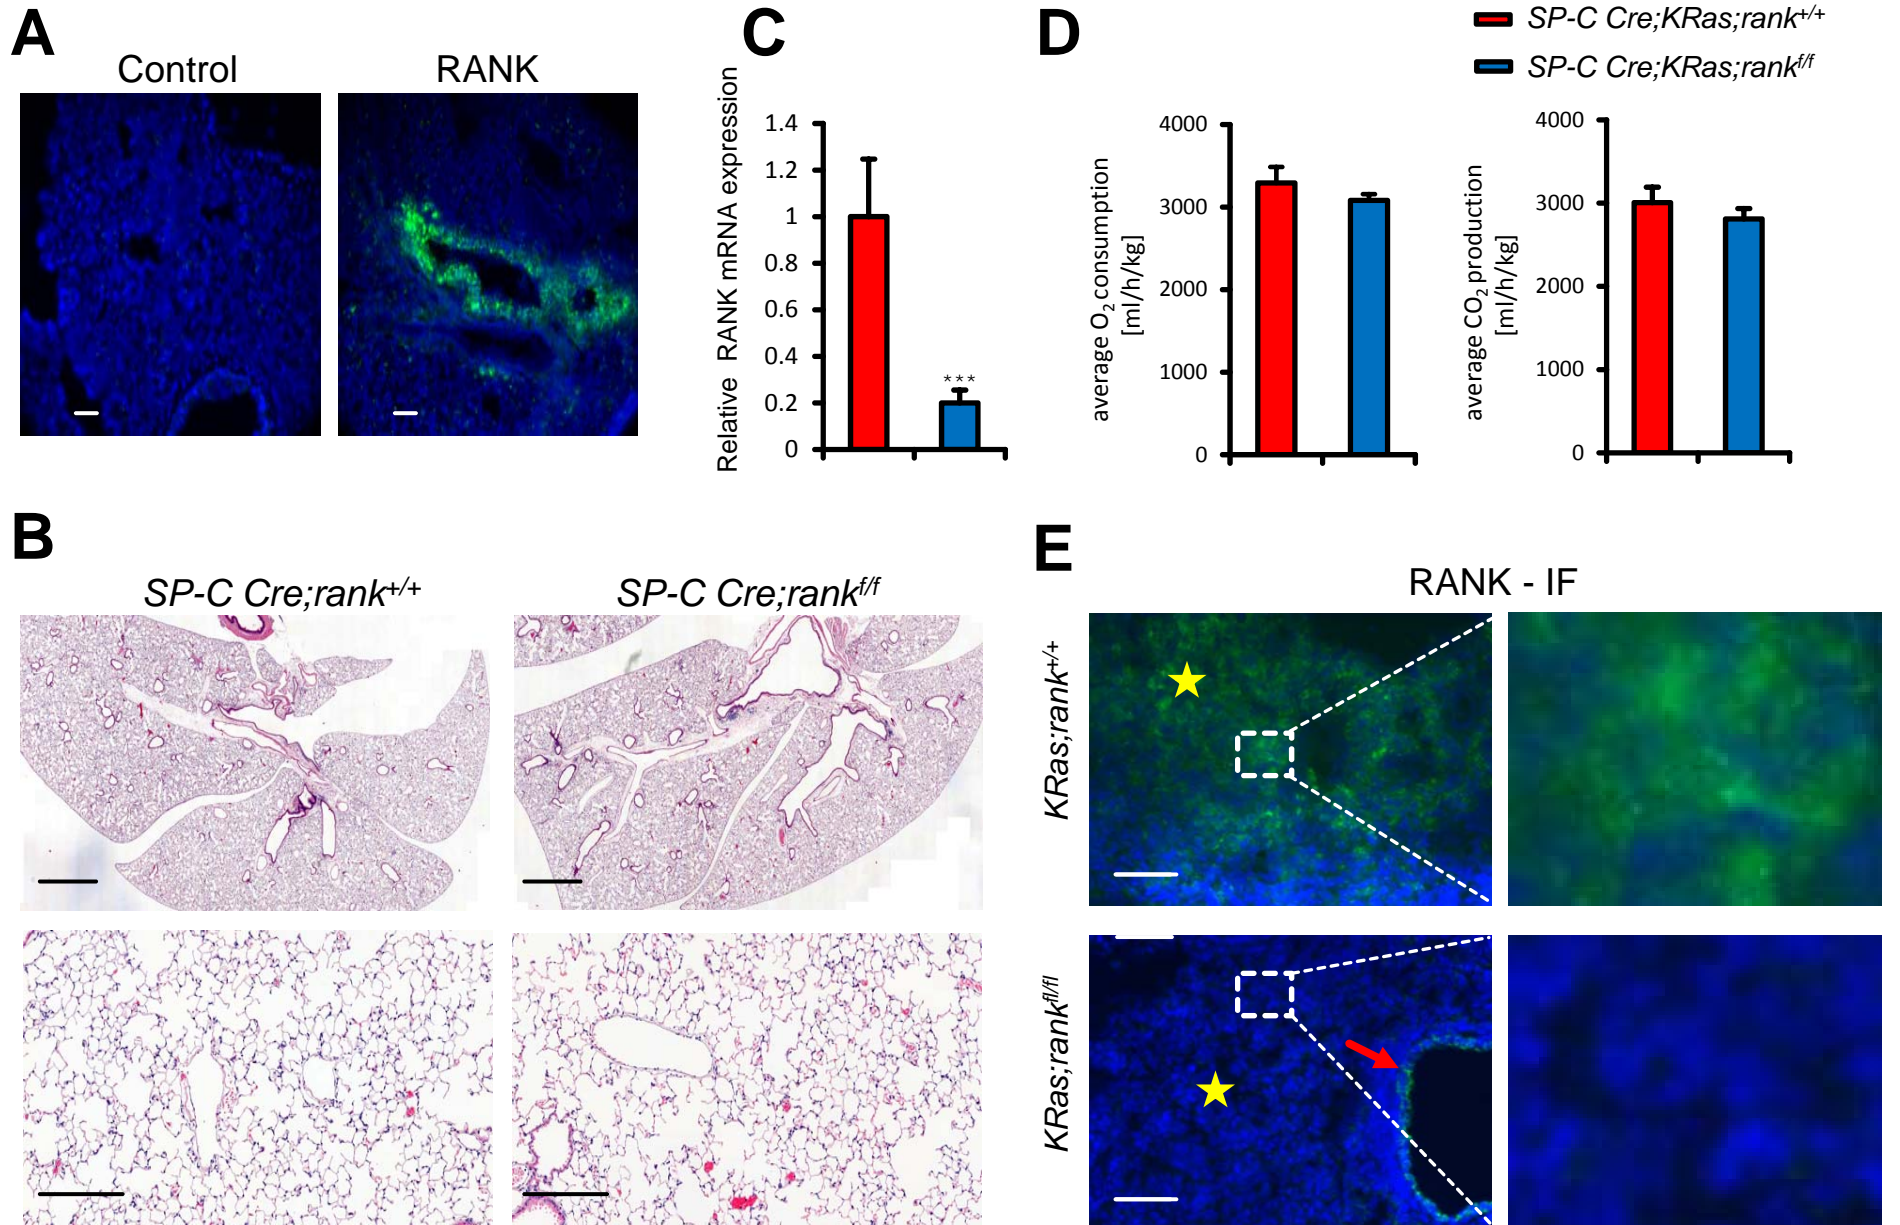 A
Control
RANK
C
Relative RANK mRNA expression
1.4
1.2
1
0.8
0.6
0.4
0.2
0
***
D
SP-C Cre;KRas;rank+/+
SP-C Cre;KRas;rankf/f
average O2 consumption
[ml/h/kg]
4000
3000
2000
1000
0
average CO2 production
[ml/h/kg]
4000
3000
2000
1000
0
B
SP-C Cre;rank+/+
SP-C Cre;rankf/f
E
RANK - IF
KRas;rank+/+
KRas;rankfl/fl